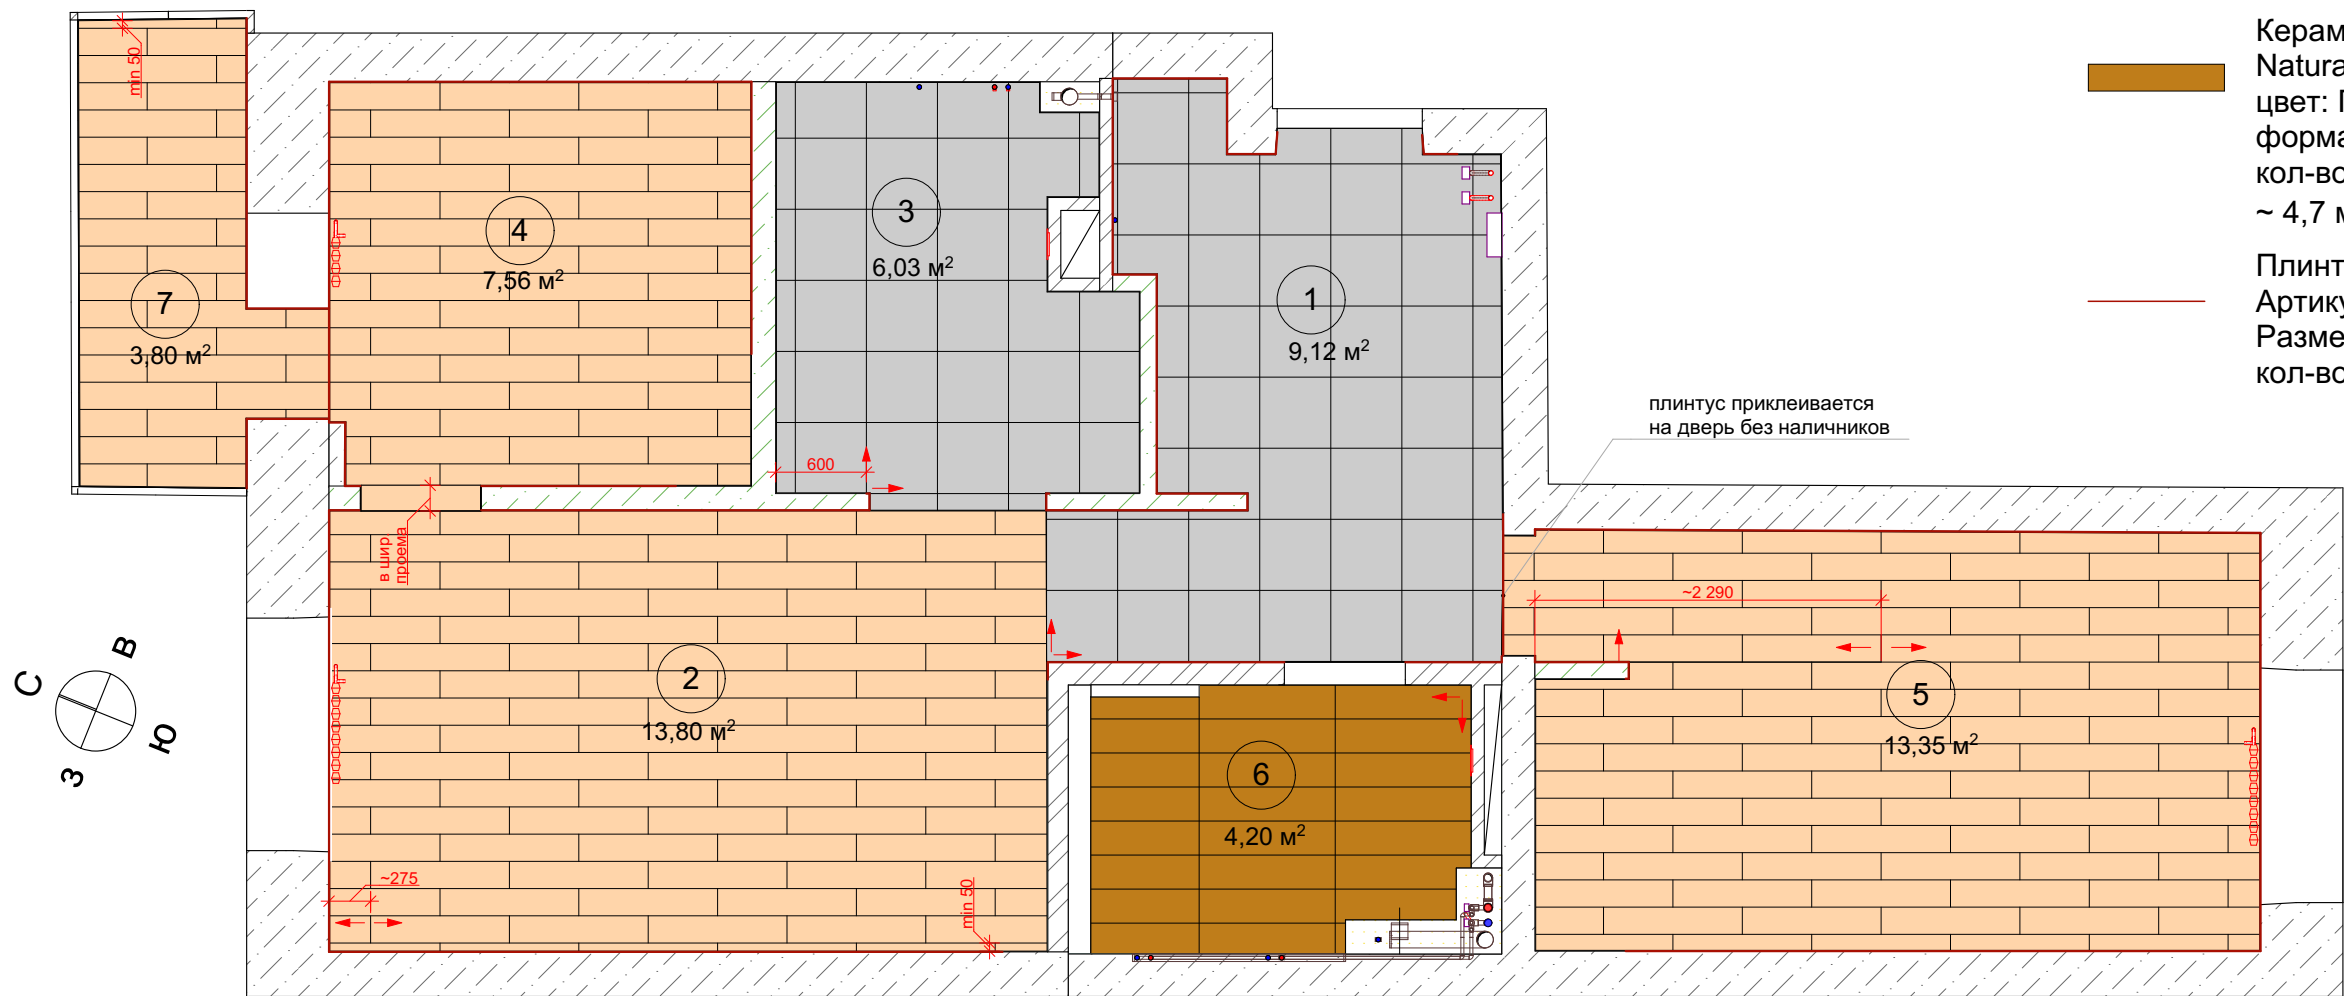 Керам
Natura
цвет: П
форма
кол-во
~ 4,7 м
Плинт
Артику
Разме
кол-во
min 50
4
7,56 м²
3
6,03 м²
7
3,80 м²
1
9,12 м²
плинтус приклеивается
на дверь без наличников
600
в шир.
проема
~2 290
С
В
Ю
З
2
13,80 м²
5
13,35 м²
6
4,20 м²
~275
min 50